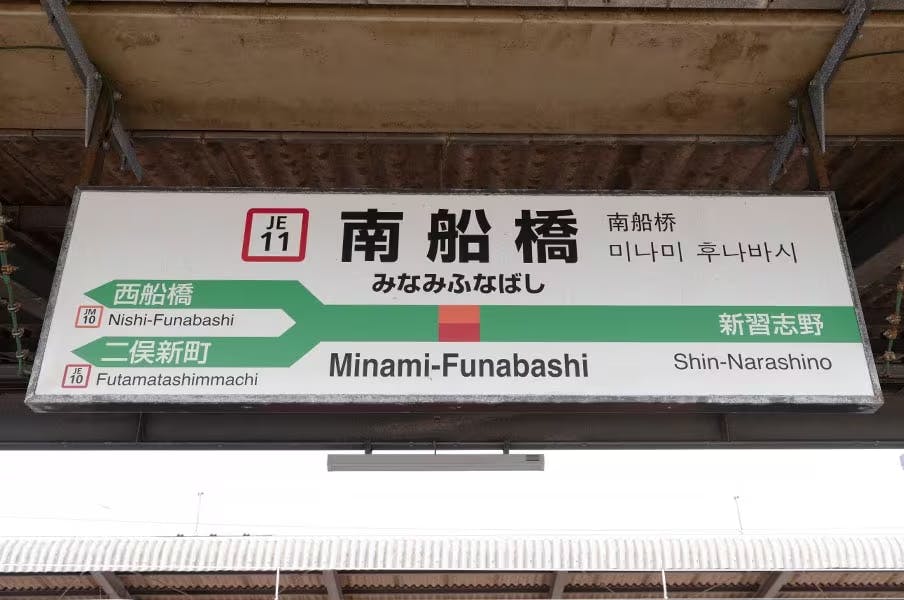 JE
11
南船橋
南船桥
미나미 후나바시
みなみふなばし
西船橋
JM
10
Nishi-Funabashi
二俣新町
JE
10
Futamatashimmachi
Minami-Funabashi
新習志野
Shin-Narashino